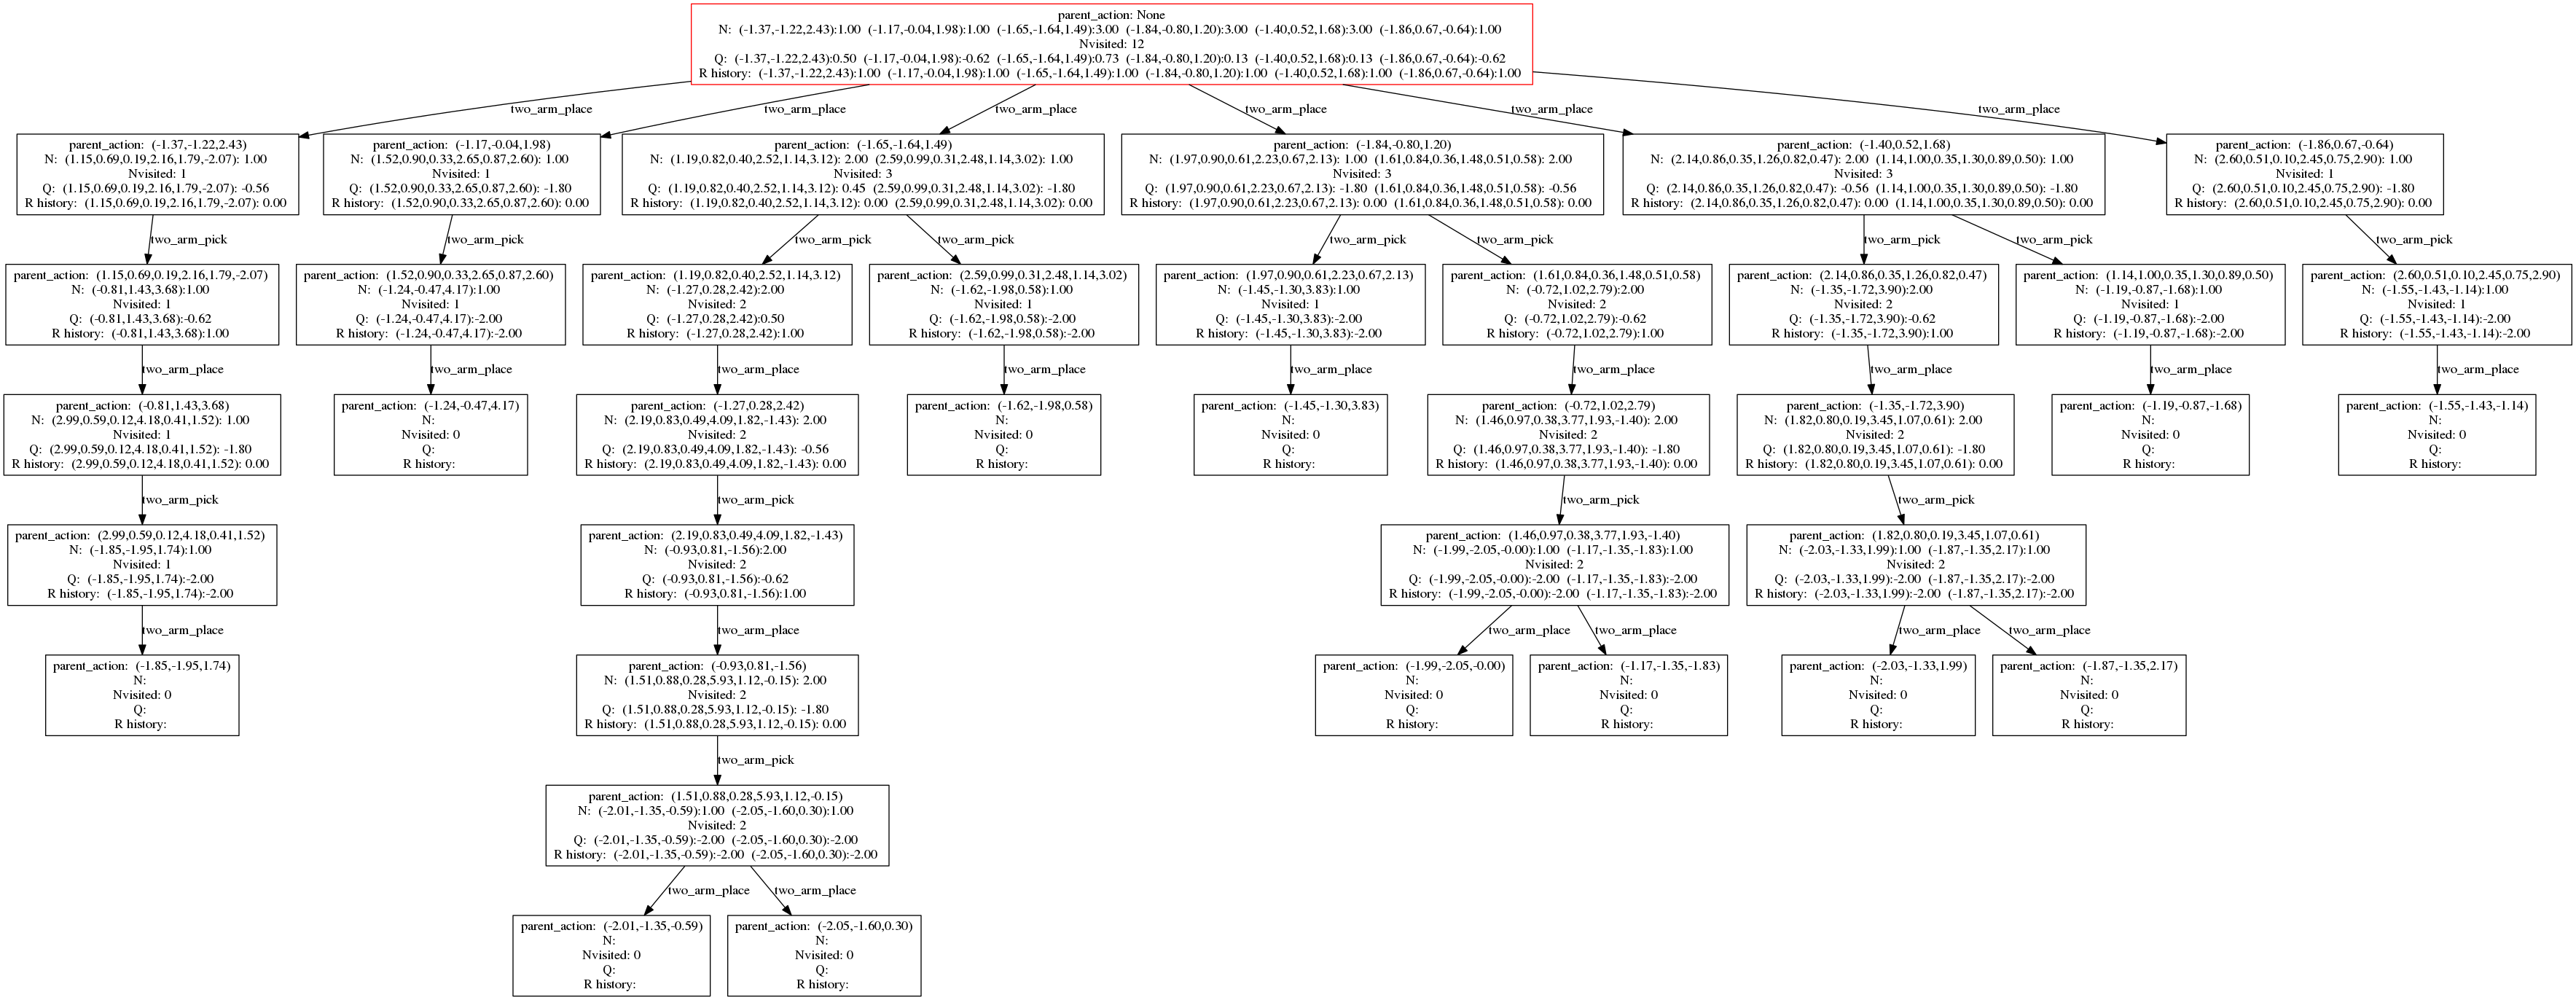 parent_action: None
N: (-1.37,-1.22,2.43):1.00 (-1.17,-0.04,1.98):1.00 (-1.65,-1.64,1.49):3.00 (-1.84,-0.80,1.20):3.00 (-1.40,0.52,1.68):3.00 (-1.86,0.67,-0.64):1.00
Nvisited: 12
Q: (-1.37,-1.22,2.43):0.50 (-1.17,-0.04,1.98):-0.62 (-1.65,-1.64,1.49):0.73 (-1.84,-0.80,1.20):0.13 (-1.40,0.52,1.68):0.13 (-1.86,0.67,-0.64):-0.62
R history: (-1.37,-1.22,2.43):1.00 (-1.17,-0.04,1.98):1.00 (-1.65,-1.64,1.49):1.00 (-1.84,-0.80,1.20):1.00 (-1.40,0.52,1.68):1.00 (-1.86,0.67,-0.64):1.00
two_arm_place
two_arm_place
two_arm_place
two_arm_place
two_arm_place
two_arm_place
parent_action: (-1.37,-1.22,2.43)
N: (1.15,0.69,0.19,2.16,1.79,-2.07): 1.00
Nvisited: 1
Q: (1.15,0.69,0.19,2.16,1.79,-2.07): -0.56
R history: (1.15,0.69,0.19,2.16,1.79,-2.07): 0.00
parent_action: (-1.17,-0.04,1.98)
N: (1.52,0.90,0.33,2.65,0.87,2.60): 1.00
Nvisited: 1
Q: (1.52,0.90,0.33,2.65,0.87,2.60): -1.80
R history: (1.52,0.90,0.33,2.65,0.87,2.60): 0.00
parent_action: (-1.65,-1.64,1.49)
N: (1.19,0.82,0.40,2.52,1.14,3.12): 2.00 (2.59,0.99,0.31,2.48,1.14,3.02): 1.00
Nvisited: 3
Q: (1.19,0.82,0.40,2.52,1.14,3.12): 0.45 (2.59,0.99,0.31,2.48,1.14,3.02): -1.80
R history: (1.19,0.82,0.40,2.52,1.14,3.12): 0.00 (2.59,0.99,0.31,2.48,1.14,3.02): 0.00
parent_action: (-1.84,-0.80,1.20)
N: (1.97,0.90,0.61,2.23,0.67,2.13): 1.00 (1.61,0.84,0.36,1.48,0.51,0.58): 2.00
Nvisited: 3
Q: (1.97,0.90,0.61,2.23,0.67,2.13): -1.80 (1.61,0.84,0.36,1.48,0.51,0.58): -0.56
R history: (1.97,0.90,0.61,2.23,0.67,2.13): 0.00 (1.61,0.84,0.36,1.48,0.51,0.58): 0.00
parent_action: (-1.40,0.52,1.68)
N: (2.14,0.86,0.35,1.26,0.82,0.47): 2.00 (1.14,1.00,0.35,1.30,0.89,0.50): 1.00
Nvisited: 3
Q: (2.14,0.86,0.35,1.26,0.82,0.47): -0.56 (1.14,1.00,0.35,1.30,0.89,0.50): -1.80
R history: (2.14,0.86,0.35,1.26,0.82,0.47): 0.00 (1.14,1.00,0.35,1.30,0.89,0.50): 0.00
parent_action: (-1.86,0.67,-0.64)
N: (2.60,0.51,0.10,2.45,0.75,2.90): 1.00
Nvisited: 1
Q: (2.60,0.51,0.10,2.45,0.75,2.90): -1.80
R history: (2.60,0.51,0.10,2.45,0.75,2.90): 0.00
two_arm_pick
two_arm_pick
two_arm_pick
two_arm_pick
two_arm_pick
two_arm_pick
two_arm_pick
two_arm_pick
two_arm_pick
parent_action: (1.15,0.69,0.19,2.16,1.79,-2.07)
N: (-0.81,1.43,3.68):1.00
Nvisited: 1
Q: (-0.81,1.43,3.68):-0.62
R history: (-0.81,1.43,3.68):1.00
parent_action: (1.52,0.90,0.33,2.65,0.87,2.60)
N: (-1.24,-0.47,4.17):1.00
Nvisited: 1
Q: (-1.24,-0.47,4.17):-2.00
R history: (-1.24,-0.47,4.17):-2.00
parent_action: (1.19,0.82,0.40,2.52,1.14,3.12)
N: (-1.27,0.28,2.42):2.00
Nvisited: 2
Q: (-1.27,0.28,2.42):0.50
R history: (-1.27,0.28,2.42):1.00
parent_action: (2.59,0.99,0.31,2.48,1.14,3.02)
N: (-1.62,-1.98,0.58):1.00
Nvisited: 1
Q: (-1.62,-1.98,0.58):-2.00
R history: (-1.62,-1.98,0.58):-2.00
parent_action: (1.97,0.90,0.61,2.23,0.67,2.13)
N: (-1.45,-1.30,3.83):1.00
Nvisited: 1
Q: (-1.45,-1.30,3.83):-2.00
R history: (-1.45,-1.30,3.83):-2.00
parent_action: (1.61,0.84,0.36,1.48,0.51,0.58)
N: (-0.72,1.02,2.79):2.00
Nvisited: 2
Q: (-0.72,1.02,2.79):-0.62
R history: (-0.72,1.02,2.79):1.00
parent_action: (2.14,0.86,0.35,1.26,0.82,0.47)
N: (-1.35,-1.72,3.90):2.00
Nvisited: 2
Q: (-1.35,-1.72,3.90):-0.62
R history: (-1.35,-1.72,3.90):1.00
parent_action: (1.14,1.00,0.35,1.30,0.89,0.50)
N: (-1.19,-0.87,-1.68):1.00
Nvisited: 1
Q: (-1.19,-0.87,-1.68):-2.00
R history: (-1.19,-0.87,-1.68):-2.00
parent_action: (2.60,0.51,0.10,2.45,0.75,2.90)
N: (-1.55,-1.43,-1.14):1.00
Nvisited: 1
Q: (-1.55,-1.43,-1.14):-2.00
R history: (-1.55,-1.43,-1.14):-2.00
two_arm_place
two_arm_place
two_arm_place
two_arm_place
two_arm_place
two_arm_place
two_arm_place
two_arm_place
two_arm_place
parent_action: (-0.81,1.43,3.68)
N: (2.99,0.59,0.12,4.18,0.41,1.52): 1.00
Nvisited: 1
Q: (2.99,0.59,0.12,4.18,0.41,1.52): -1.80
R history: (2.99,0.59,0.12,4.18,0.41,1.52): 0.00
parent_action: (-1.24,-0.47,4.17)
N:
Nvisited: 0
Q:
R history:
parent_action: (-1.27,0.28,2.42)
N: (2.19,0.83,0.49,4.09,1.82,-1.43): 2.00
Nvisited: 2
Q: (2.19,0.83,0.49,4.09,1.82,-1.43): -0.56
R history: (2.19,0.83,0.49,4.09,1.82,-1.43): 0.00
parent_action: (-1.62,-1.98,0.58)
N:
Nvisited: 0
Q:
R history:
parent_action: (-1.45,-1.30,3.83)
N:
Nvisited: 0
Q:
R history:
parent_action: (-0.72,1.02,2.79)
N: (1.46,0.97,0.38,3.77,1.93,-1.40): 2.00
Nvisited: 2
Q: (1.46,0.97,0.38,3.77,1.93,-1.40): -1.80
R history: (1.46,0.97,0.38,3.77,1.93,-1.40): 0.00
parent_action: (-1.35,-1.72,3.90)
N: (1.82,0.80,0.19,3.45,1.07,0.61): 2.00
Nvisited: 2
Q: (1.82,0.80,0.19,3.45,1.07,0.61): -1.80
R history: (1.82,0.80,0.19,3.45,1.07,0.61): 0.00
parent_action: (-1.19,-0.87,-1.68)
N:
Nvisited: 0
Q:
R history:
parent_action: (-1.55,-1.43,-1.14)
N:
Nvisited: 0
Q:
R history:
two_arm_pick
two_arm_pick
two_arm_pick
two_arm_pick
parent_action: (2.99,0.59,0.12,4.18,0.41,1.52)
N: (-1.85,-1.95,1.74):1.00
Nvisited: 1
Q: (-1.85,-1.95,1.74):-2.00
R history: (-1.85,-1.95,1.74):-2.00
parent_action: (2.19,0.83,0.49,4.09,1.82,-1.43)
N: (-0.93,0.81,-1.56):2.00
Nvisited: 2
Q: (-0.93,0.81,-1.56):-0.62
R history: (-0.93,0.81,-1.56):1.00
parent_action: (1.46,0.97,0.38,3.77,1.93,-1.40)
N: (-1.99,-2.05,-0.00):1.00 (-1.17,-1.35,-1.83):1.00
Nvisited: 2
Q: (-1.99,-2.05,-0.00):-2.00 (-1.17,-1.35,-1.83):-2.00
R history: (-1.99,-2.05,-0.00):-2.00 (-1.17,-1.35,-1.83):-2.00
parent_action: (1.82,0.80,0.19,3.45,1.07,0.61)
N: (-2.03,-1.33,1.99):1.00 (-1.87,-1.35,2.17):1.00
Nvisited: 2
Q: (-2.03,-1.33,1.99):-2.00 (-1.87,-1.35,2.17):-2.00
R history: (-2.03,-1.33,1.99):-2.00 (-1.87,-1.35,2.17):-2.00
two_arm_place
two_arm_place
two_arm_place
two_arm_place
two_arm_place
two_arm_place
parent_action: (-1.85,-1.95,1.74)
N:
Nvisited: 0
Q:
R history:
parent_action: (-0.93,0.81,-1.56)
N: (1.51,0.88,0.28,5.93,1.12,-0.15): 2.00
Nvisited: 2
Q: (1.51,0.88,0.28,5.93,1.12,-0.15): -1.80
R history: (1.51,0.88,0.28,5.93,1.12,-0.15): 0.00
parent_action: (-1.99,-2.05,-0.00)
N:
Nvisited: 0
Q:
R history:
parent_action: (-1.17,-1.35,-1.83)
N:
Nvisited: 0
Q:
R history:
parent_action: (-2.03,-1.33,1.99)
N:
Nvisited: 0
Q:
R history:
parent_action: (-1.87,-1.35,2.17)
N:
Nvisited: 0
Q:
R history:
two_arm_pick
parent_action: (1.51,0.88,0.28,5.93,1.12,-0.15)
N: (-2.01,-1.35,-0.59):1.00 (-2.05,-1.60,0.30):1.00
Nvisited: 2
Q: (-2.01,-1.35,-0.59):-2.00 (-2.05,-1.60,0.30):-2.00
R history: (-2.01,-1.35,-0.59):-2.00 (-2.05,-1.60,0.30):-2.00
two_arm_place
two_arm_place
parent_action: (-2.01,-1.35,-0.59)
N:
Nvisited: 0
Q:
R history:
parent_action: (-2.05,-1.60,0.30)
N:
Nvisited: 0
Q:
R history: